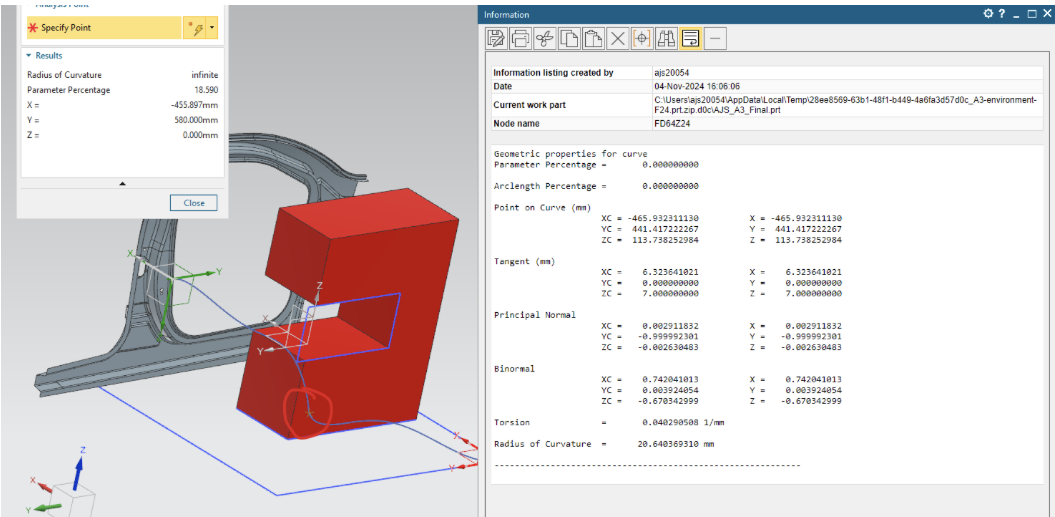 Analysis Point
Specify Point
Results
Radius of Curvature infinite
Parameter Percentage 18.590
X = -455.897mm
Y = 580.000mm
Z = 0.000mm
Close
X
Y
Z
X
Y
X
Y
Z
X
Y
Information
Information listing created by ajs20054
Date 04-Nov-2024 16:06:06
Current work part C:\Users\ajs20054\AppData\Local\Temp\28ee8569-63b1-48f1-b449-4a6fa3d57d0c_A3-environment-
F24.prt.zip.d0c\AJS_A3_Final.prt
Node name FD64Z24
Geometric properties for curve
Parameter Percentage = 0.000000000
Arclength Percentage = 0.000000000
Point on Curve (mm)
XC = -465.932311130 X = -465.932311130
YC = 441.417222267 Y = 441.417222267
ZC = 113.738252984 Z = 113.738252984
Tangent (mm)
XC = 6.323641021 X = 6.323641021
YC = 0.000000000 Y = 0.000000000
ZC = 7.000000000 Z = 7.000000000
Principal Normal
XC = 0.002911832 X = 0.002911832
YC = -0.999992301 Y = -0.999992301
ZC = -0.002630483 Z = -0.002630483
Binormal
XC = 0.742041013 X = 0.742041013
YC = 0.003924054 Y = 0.003924054
ZC = -0.670342999 Z = -0.670342999
Torsion = 0.040290508 1/mm
Radius of Curvature = 20.640369310 mm